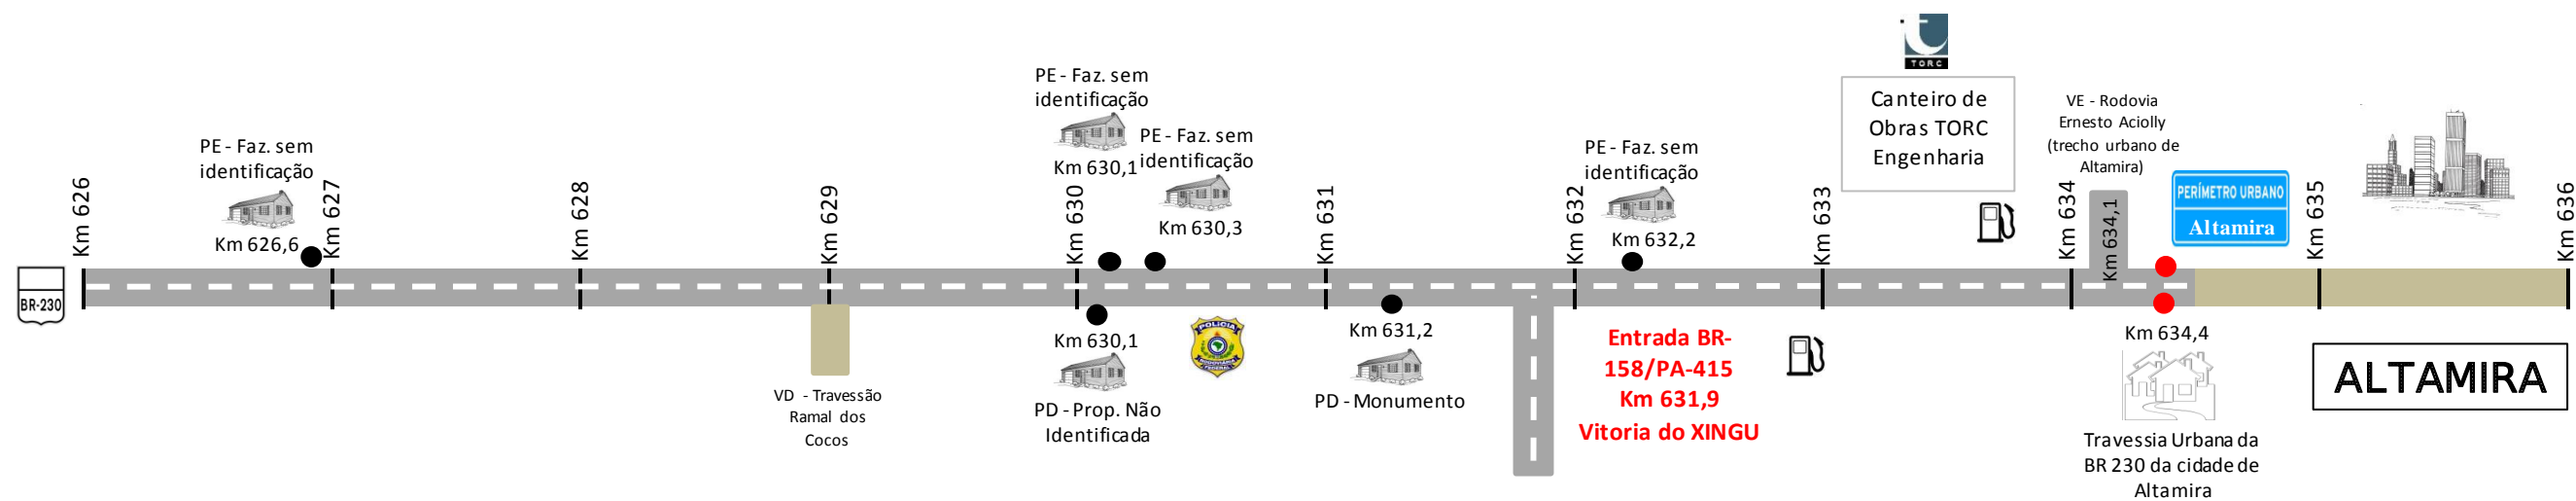 BR-230
Km 626
PE - Faz. sem
identificação
Km 626,6
Km 627
Km 628
Km 629
VD - Travessão
Ramal dos
Cocos
Km 630
PE - Faz. sem
identificação
Km 630,1
PE - Faz. sem
identificação
Km 630,3
Km 630,1
PD - Prop. Não
Identificada
POLÍCIA
RODOVIÁRIA
FEDERAL
Km 631
Km 631,2
PD - Monumento
Entrada BR-
158/PA-415
Km 631,9
Vitoria do XINGU
Km 632
PE - Faz. sem
identificação
Km 632,2
Km 633
TORC
Canteiro de
Obras TORC
Engenharia
Km 634
VE - Rodovia
Ernesto Aciolly
(trecho urbano de
Altamira)
Km 634,1
PERÍMETRO URBANO
Altamira
Km 634,4
Travessia Urbana da
BR 230 da cidade de
Altamira
Km 635
ALTAMIRA
Km 636